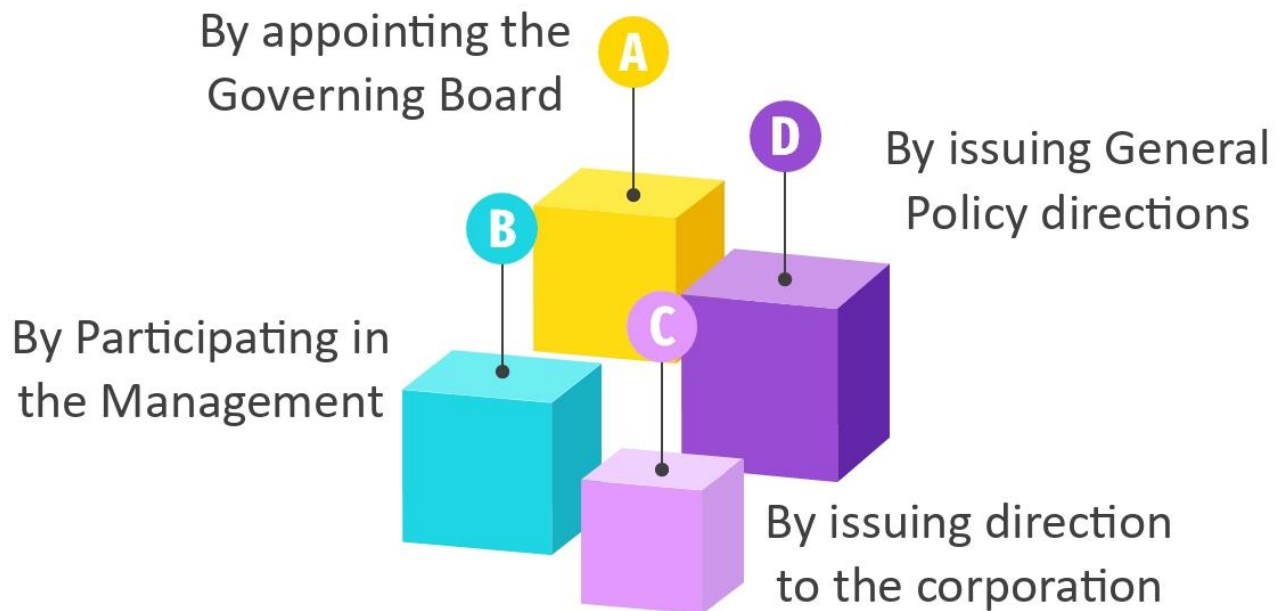 By appointing the
Governing Board
A
D
By issuing General
Policy directions
B
By Participating in
the Management
C
By issuing direction
to the corporation